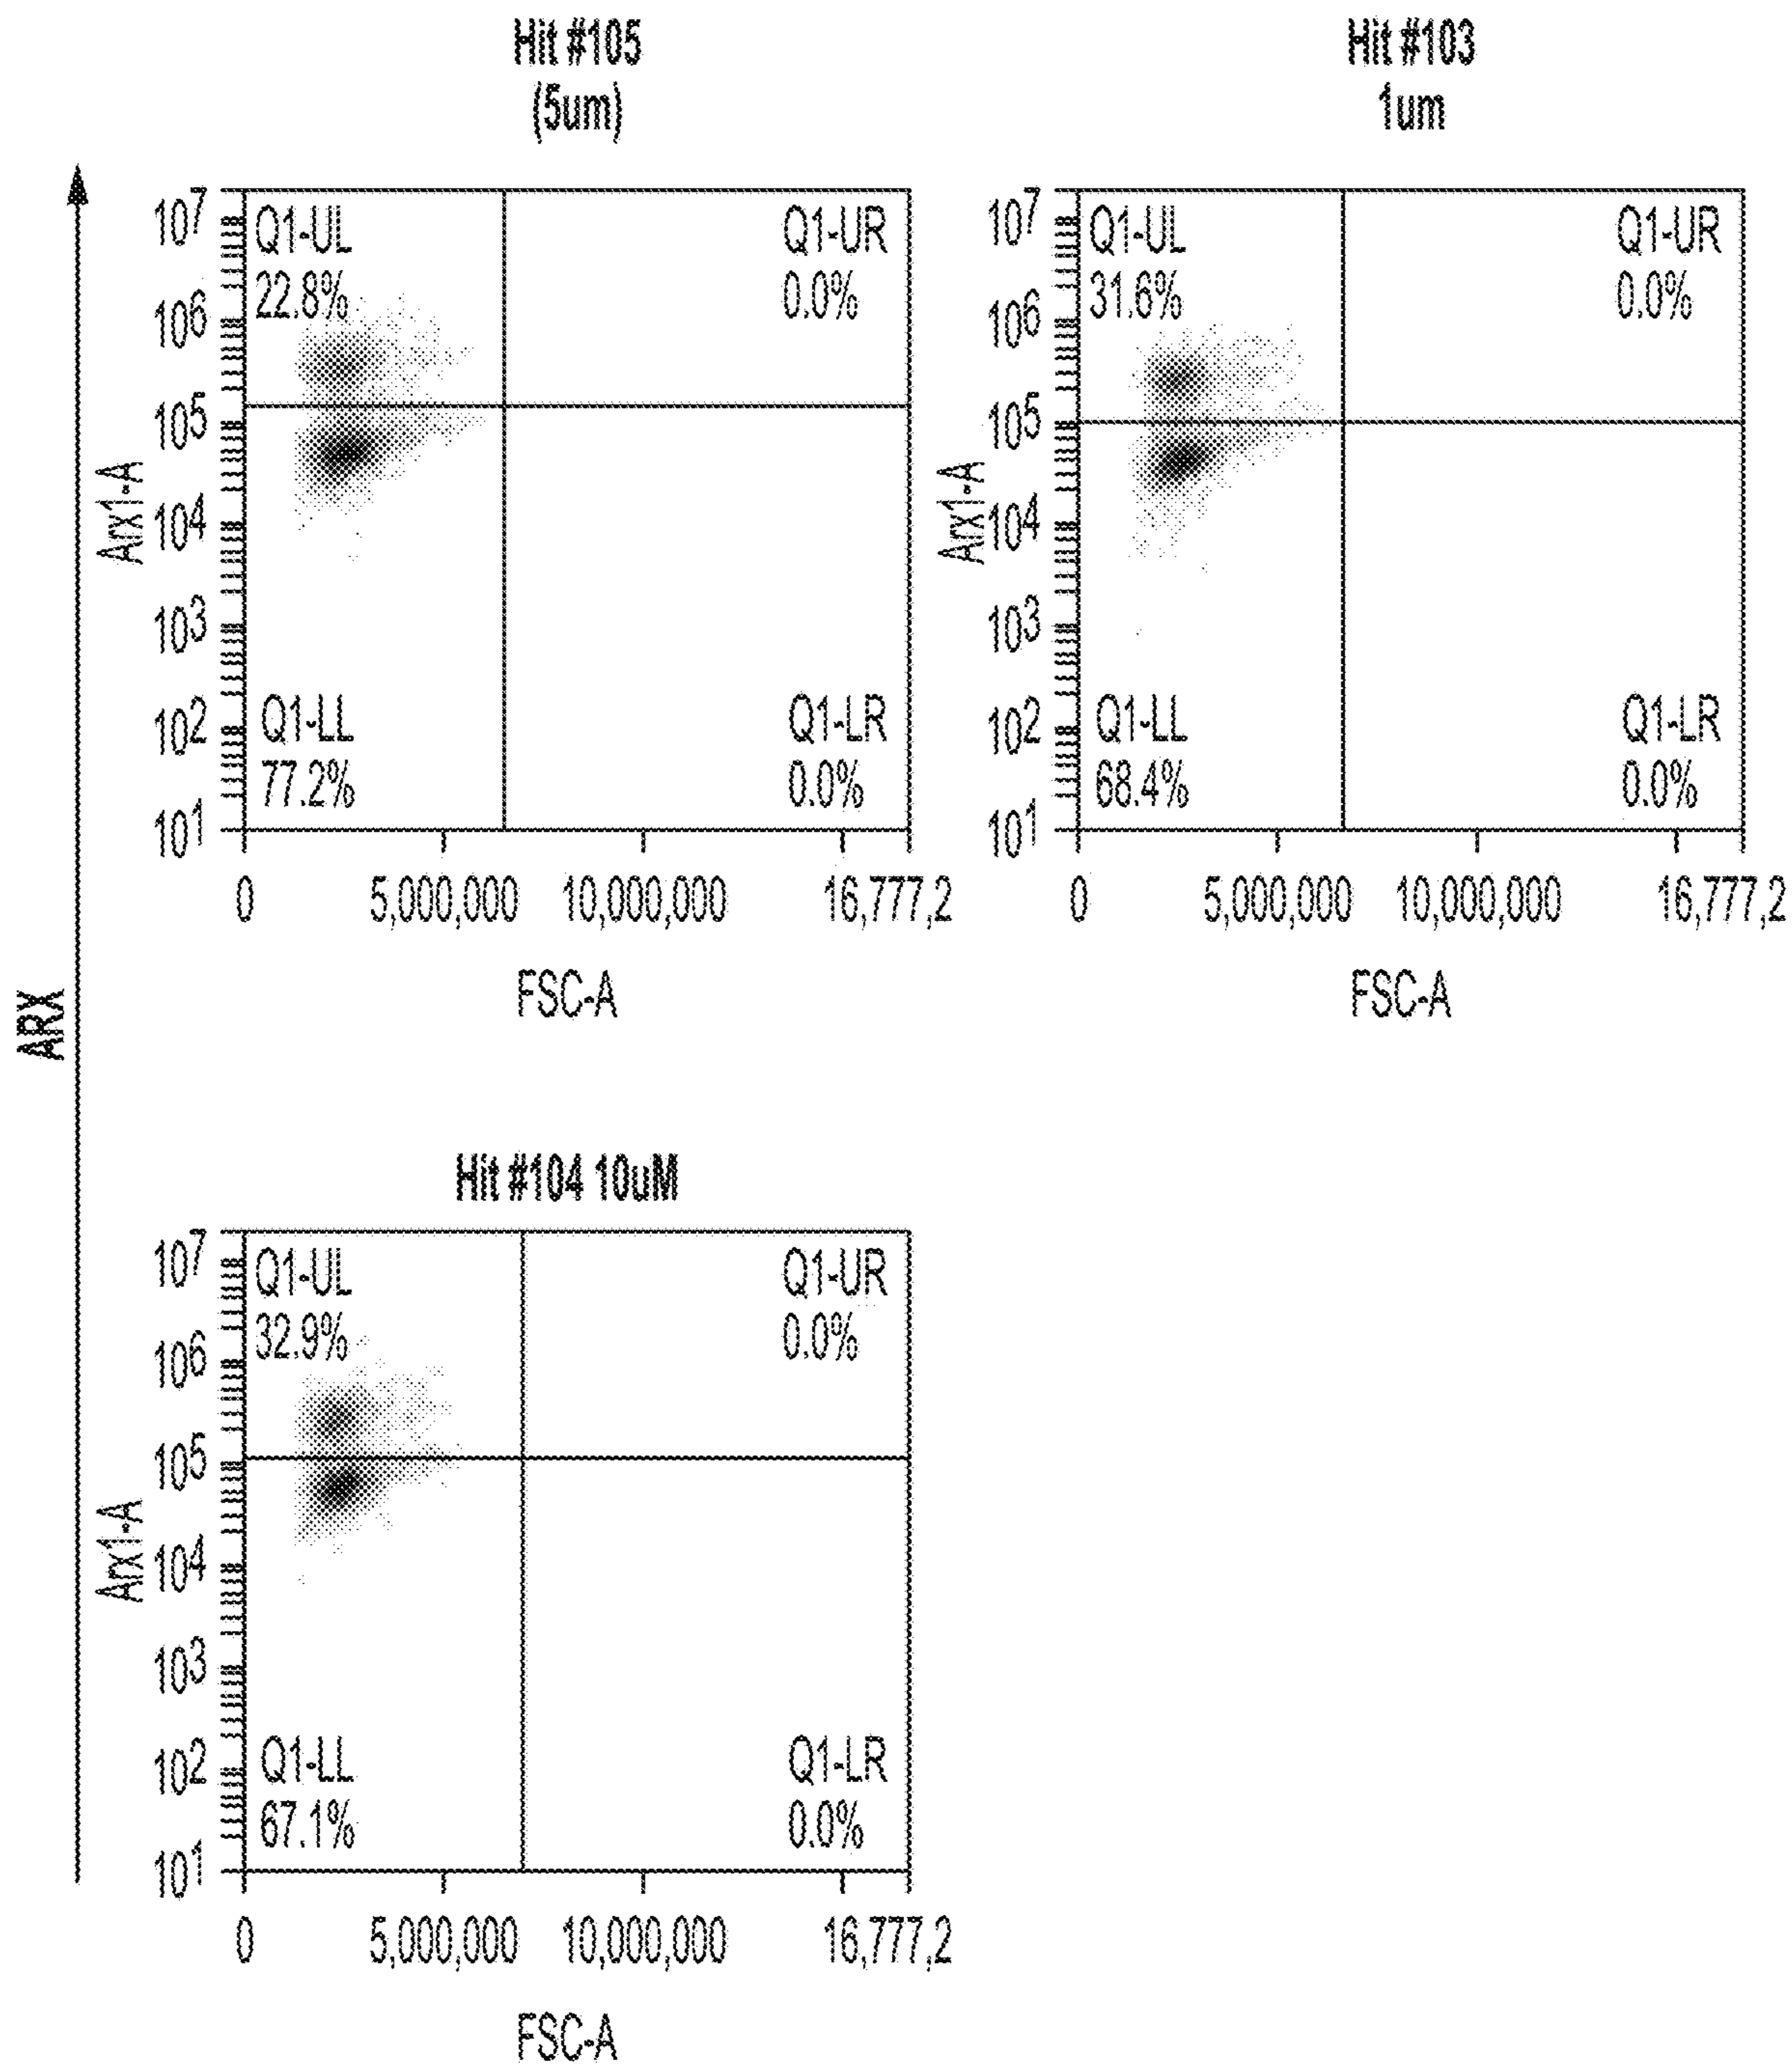 Hit #105
(5um)
Hit #103
1um
ARX
10^7
10^6
10^5
10^4
10^3
10^2
10^1
Arx1-A
Q1-UL
22.8%
Q1-UR
0.0%
Q1-LL
77.2%
Q1-LR
0.0%
0 5,000,000 10,000,000 16,777,2
FSC-A
10^7
10^6
10^5
10^4
10^3
10^2
10^1
Arx1-A
Q1-UL
31.6%
Q1-UR
0.0%
Q1-LL
68.4%
Q1-LR
0.0%
0 5,000,000 10,000,000 16,777,2
FSC-A
Hit #104 10uM
10^7
10^6
10^5
10^4
10^3
10^2
10^1
Arx1-A
Q1-UL
32.9%
Q1-UR
0.0%
Q1-LL
67.1%
Q1-LR
0.0%
0 5,000,000 10,000,000 16,777,2
FSC-A